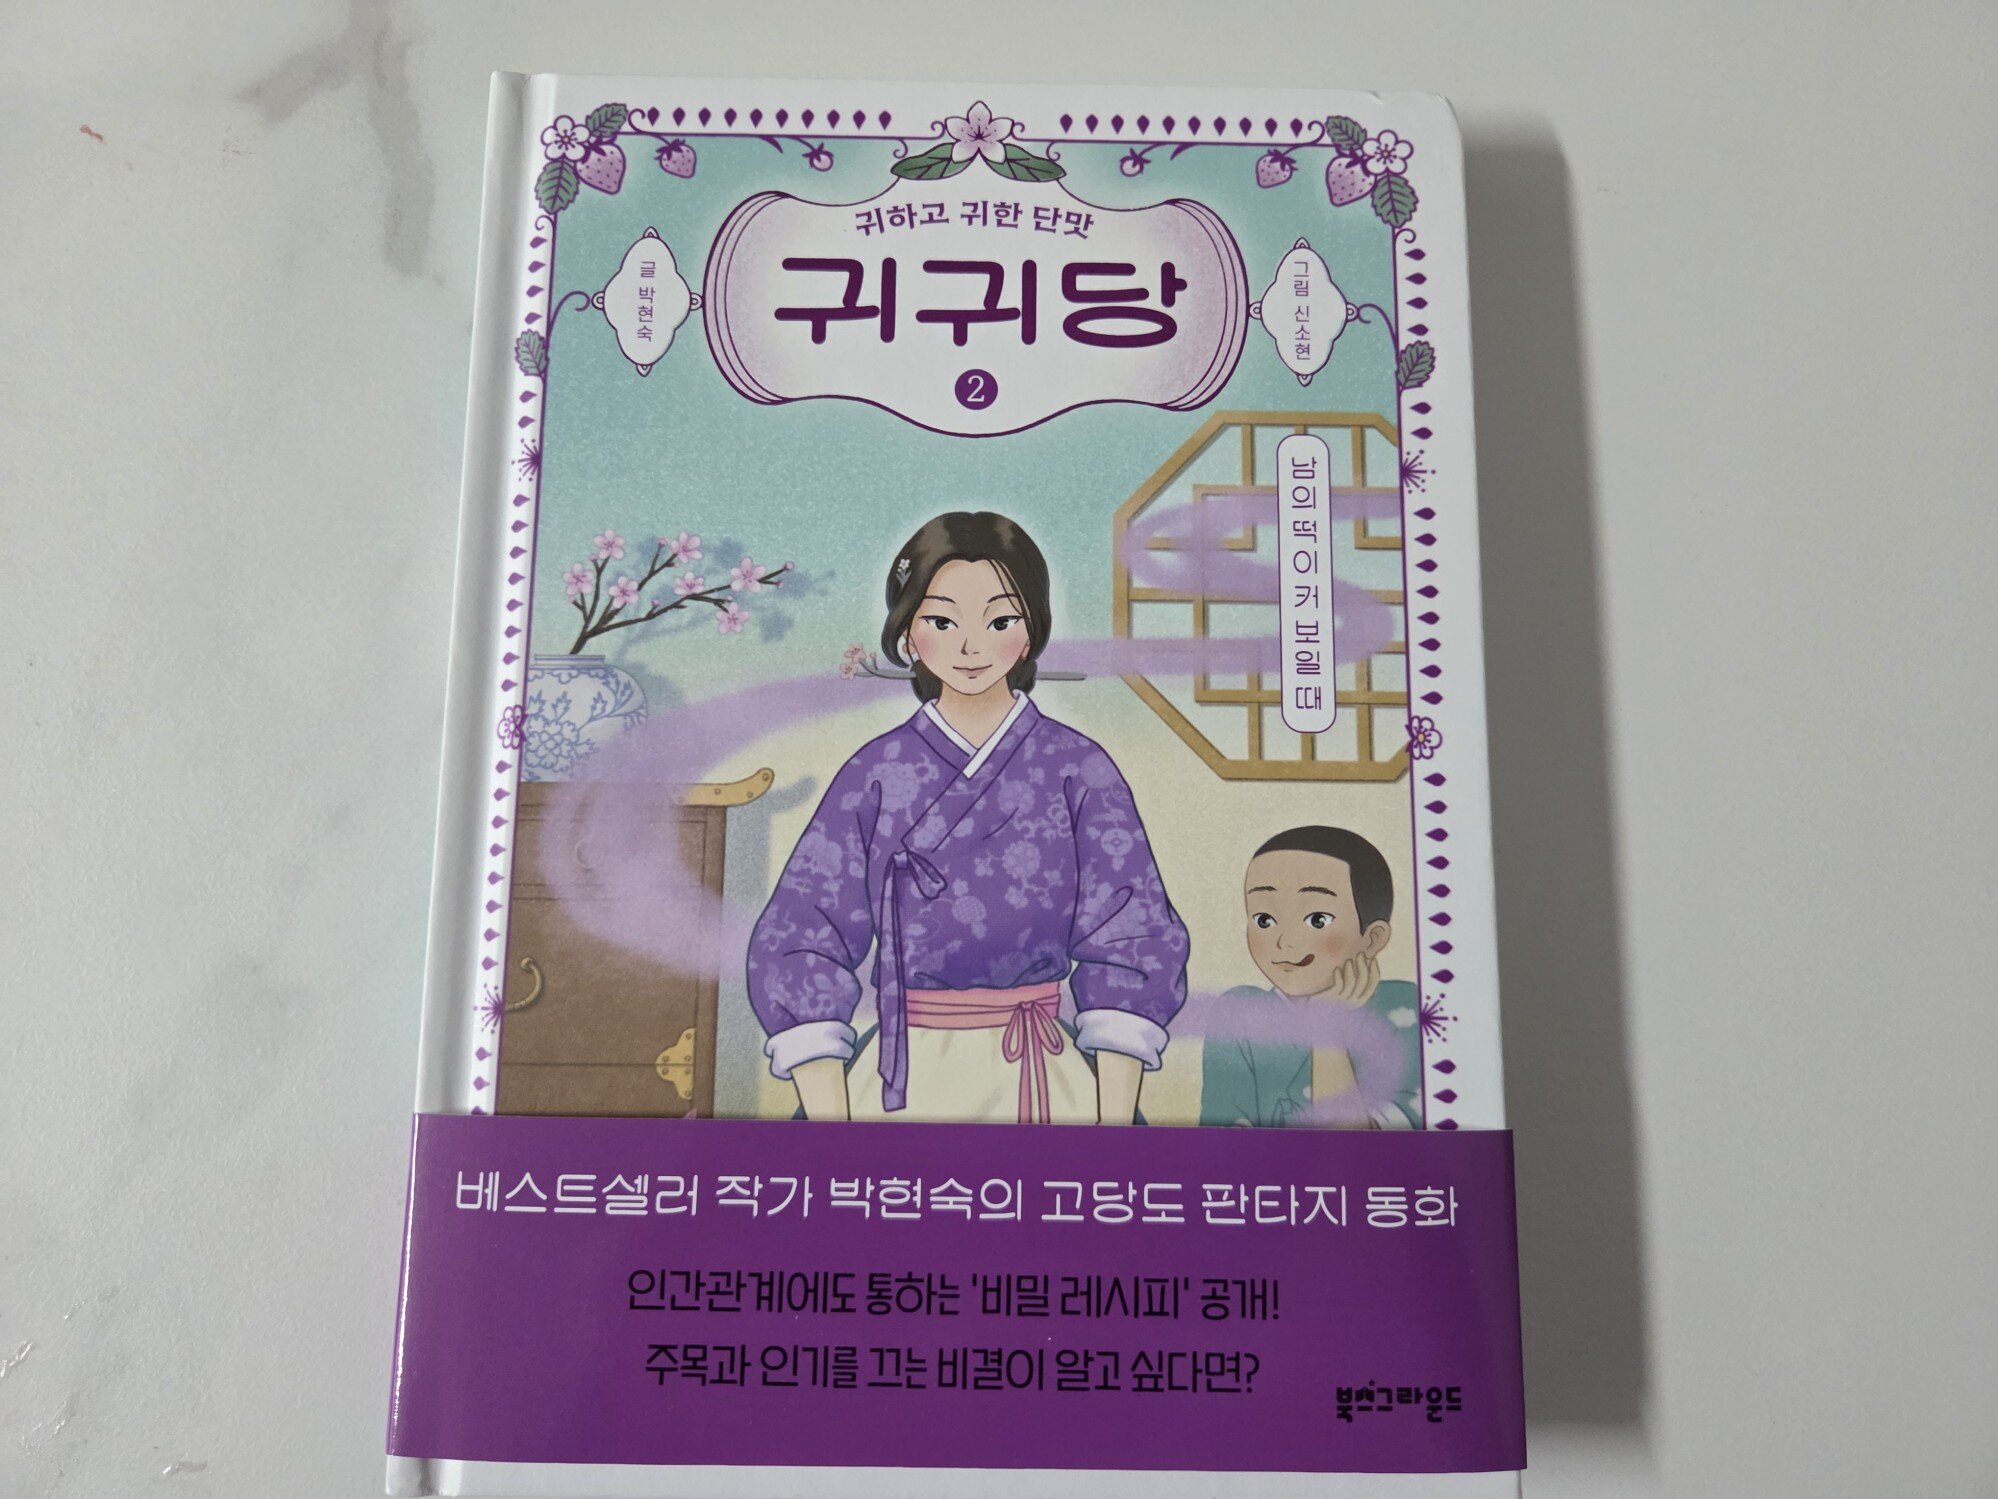 귀하고 귀한 단맛
귀귀당
2
글 박현숙
그림 신소현
남의 떡이 커 보일 때
베스트셀러 작가 박현숙의 고당도 판타지 동화
인간관계에도 통하는 '비밀 레시피' 공개!
주목과 인기를 끄는 비결이 알고 싶다면?
북스그라운드